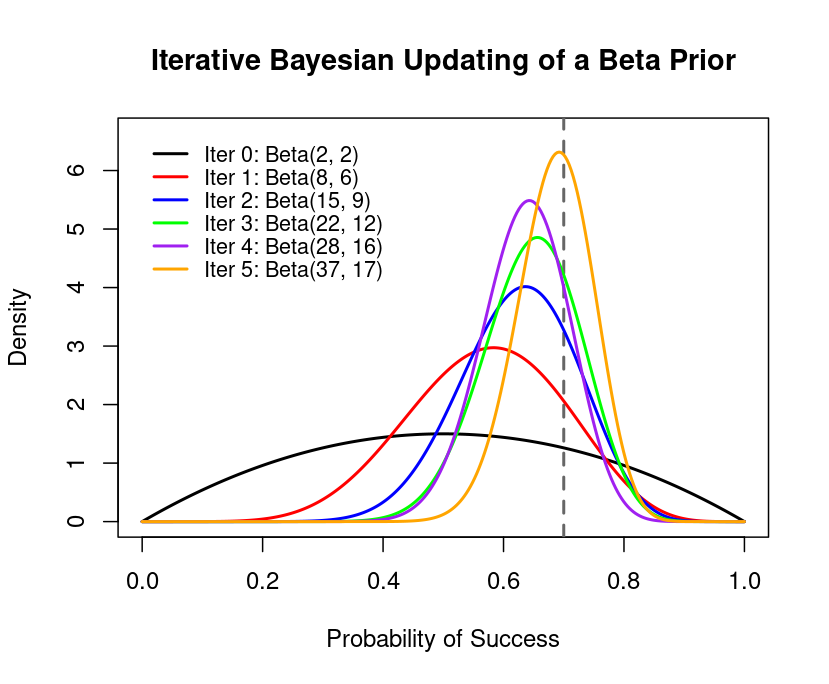 Iterative Bayesian Updating of a Beta Prior
Iter 0: Beta(2, 2)
Iter 1: Beta(8, 6)
Iter 2: Beta(15, 9)
Iter 3: Beta(22, 12)
Iter 4: Beta(28, 16)
Iter 5: Beta(37, 17)
Density
6
5
4
3
2
1
0
0.0 0.2 0.4 0.6 0.8 1.0
Probability of Success